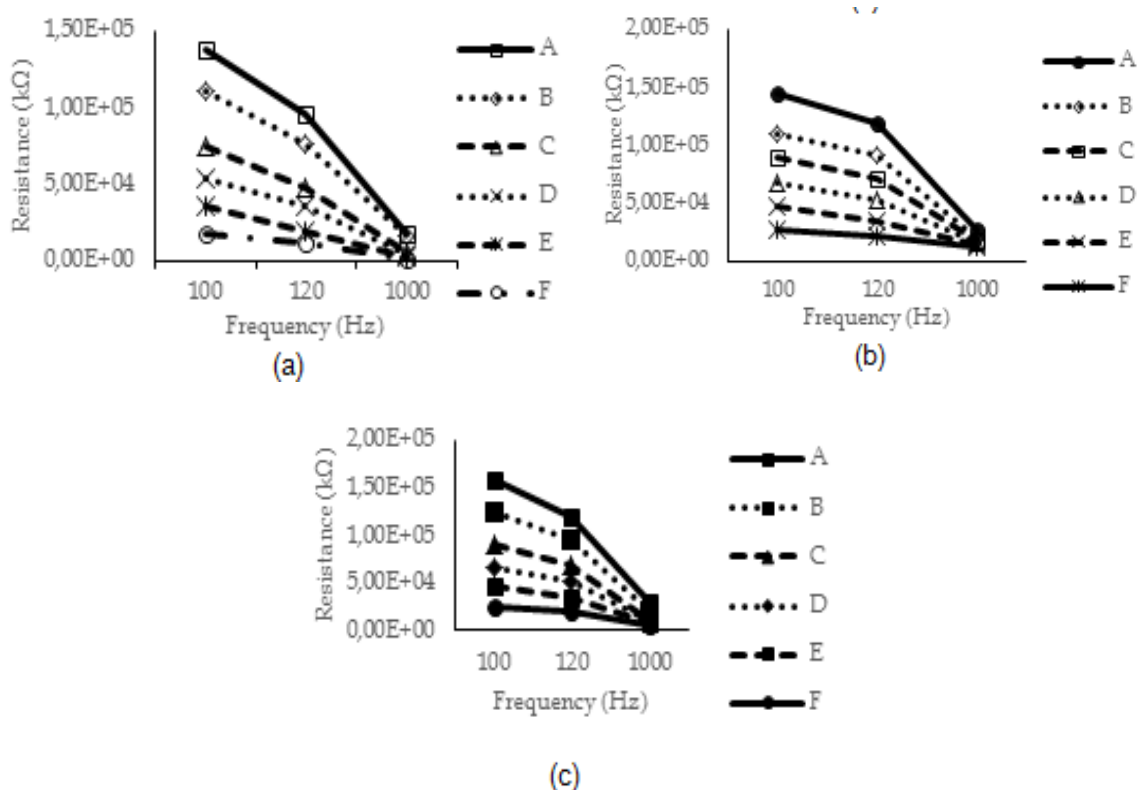 1,50E+05
1,00E+05
5,00E+04
0,00E+00
Resistance (kΩ)
100 120 1000
Frequency (Hz)
A
B
C
D
E
F
(a)
2,00E+05
1,50E+05
1,00E+05
5,00E+04
0,00E+00
Resistance (kΩ)
100 120 1000
Frequency (Hz)
A
B
C
D
E
F
(b)
2,00E+05
1,50E+05
1,00E+05
5,00E+04
0,00E+00
Resistance (kΩ)
100 120 1000
Frequency (Hz)
A
B
C
D
E
F
(c)